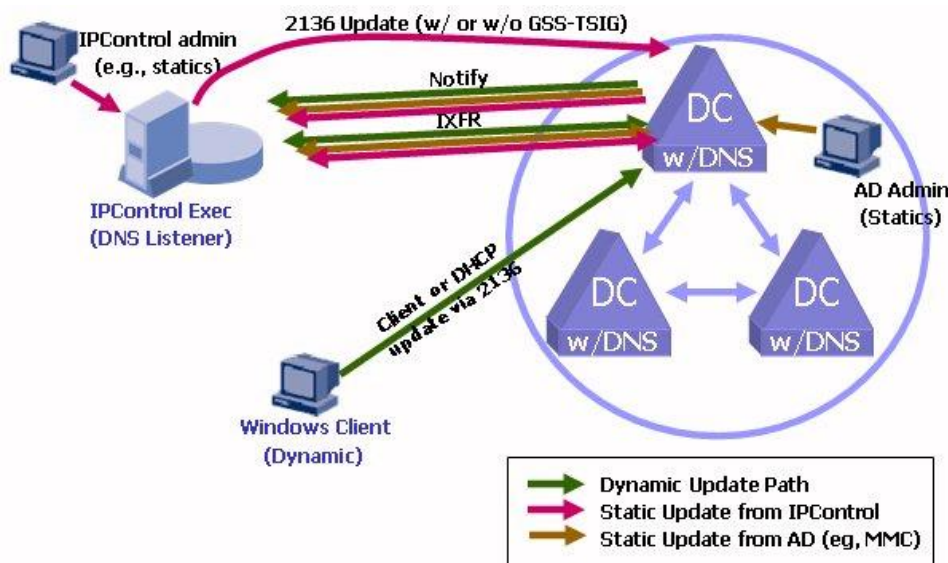 2136 Update (w/ or w/o GSS-TSIG)
IPControl admin
(e.g., statics)
Notify
IXFR
DC
w/DNS
AD Admin
(Statics)
IPControl Exec
(DNS Listener)
Client or DHCP
update via 2136
DC
w/DNS
DC
w/DNS
Windows Client
(Dynamic)
Dynamic Update Path
Static Update from IPControl
Static Update from AD (eg, MMC)